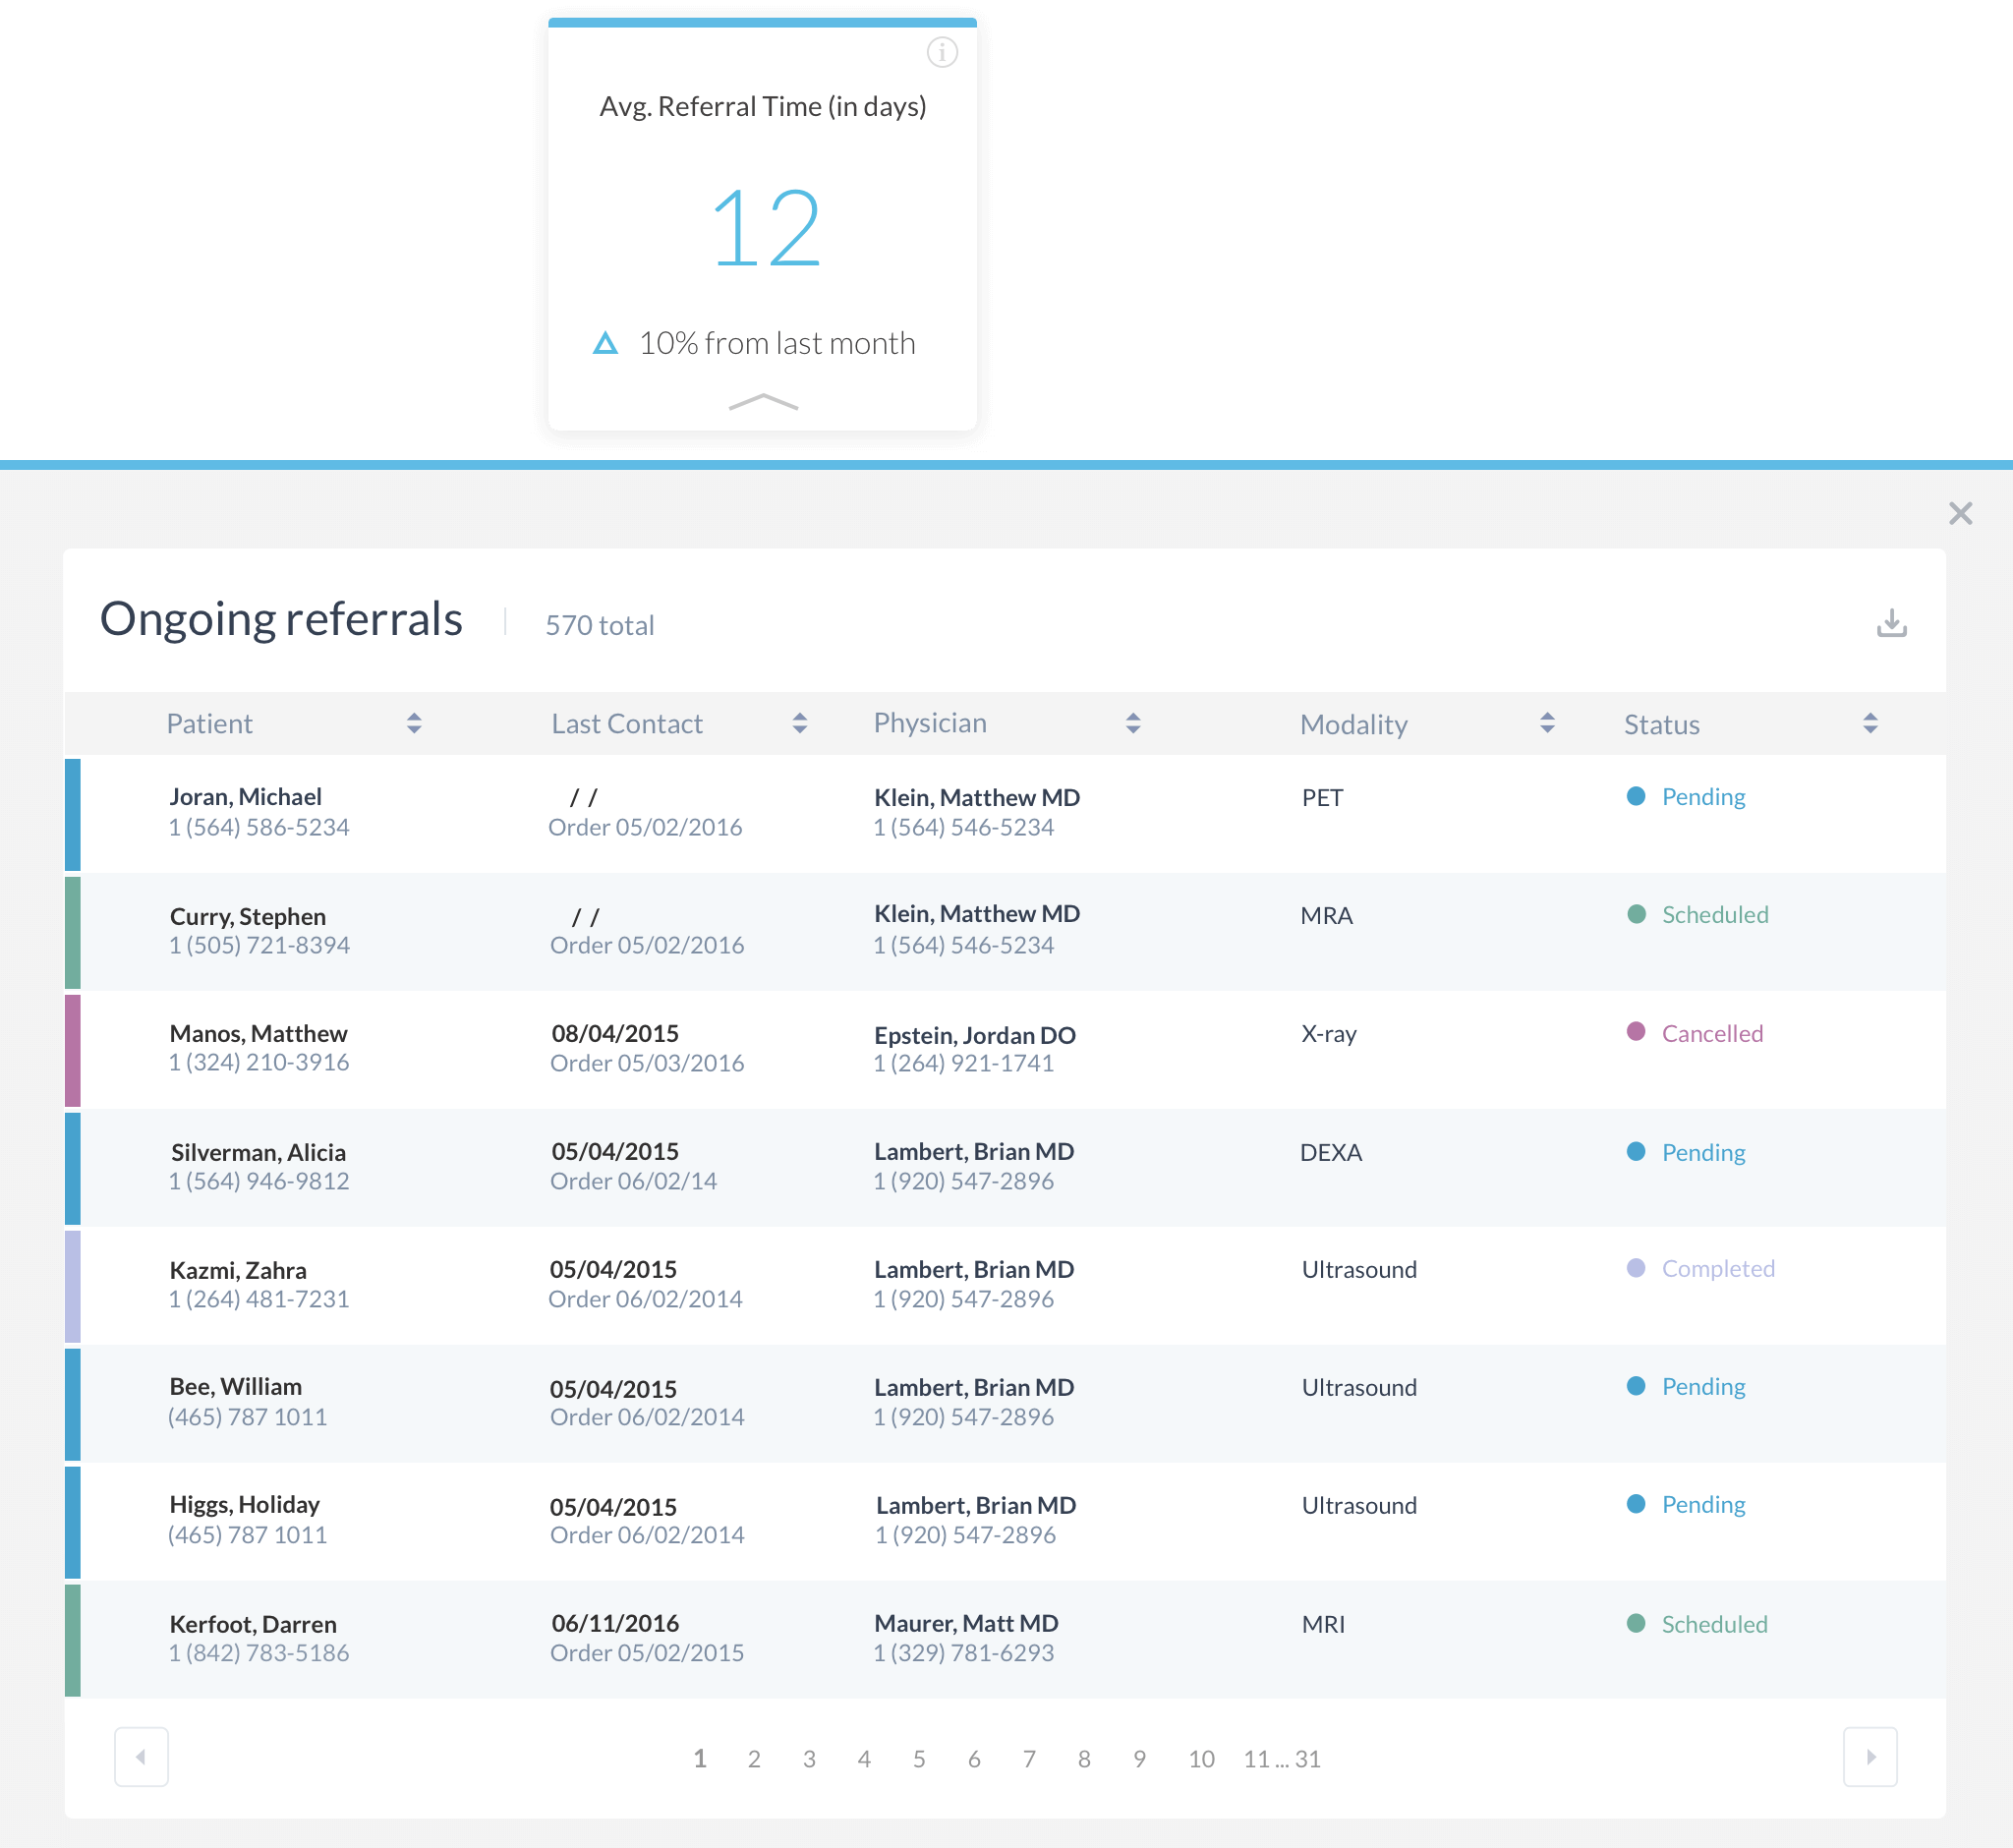 Avg. Referral Time (in days)
12
10% from last month
Ongoing referrals 570 total
Patient Last Contact Physician Modality Status
Joran, Michael / / Klein, Matthew MD PET Pending
1 (564) 586-5234 Order 05/02/2016 1 (564) 546-5234
Curry, Stephen / / Klein, Matthew MD MRA Scheduled
1 (505) 721-8394 Order 05/02/2016 1 (564) 546-5234
Manos, Matthew 08/04/2015 Epstein, Jordan DO X-ray Cancelled
1 (324) 210-3916 Order 05/03/2016 1 (264) 921-1741
Silverman, Alicia 05/04/2015 Lambert, Brian MD DEXA Pending
1 (564) 946-9812 Order 06/02/14 1 (920) 547-2896
Kazmi, Zahra 05/04/2015 Lambert, Brian MD Ultrasound Completed
1 (264) 481-7231 Order 06/02/2014 1 (920) 547-2896
Bee, William 05/04/2015 Lambert, Brian MD Ultrasound Pending
(465) 787 1011 Order 06/02/2014 1 (920) 547-2896
Higgs, Holiday 05/04/2015 Lambert, Brian MD Ultrasound Pending
(465) 787 1011 Order 06/02/2014 1 (920) 547-2896
Kerfoot, Darren 06/11/2016 Maurer, Matt MD MRI Scheduled
1 (842) 783-5186 Order 05/02/2015 1 (329) 781-6293
1 2 3 4 5 6 7 8 9 10 11 ... 31